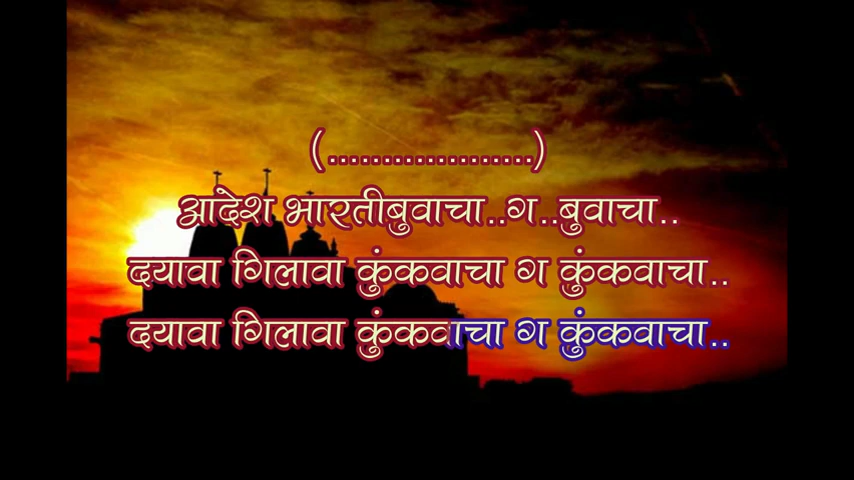 (...................)
आदेश भारतीबुवाचा..ग..बुवाचा..
दयावा गिलावा कुंकवाचा ग कुंकवाचा..
दयावा गिलावा कुंकवाचा ग कुंकवाचा..